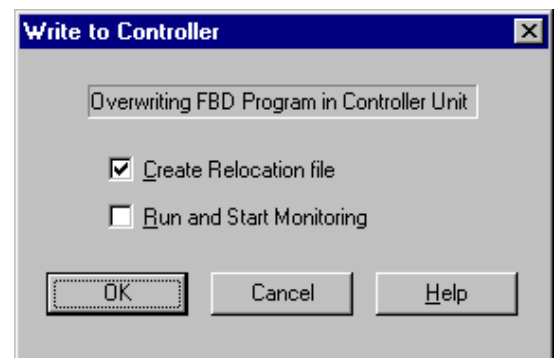 Write to Controller
Overwriting FBD Program in Controller Unit
Create Relocation file
Run and Start Monitoring
OK Cancel Help